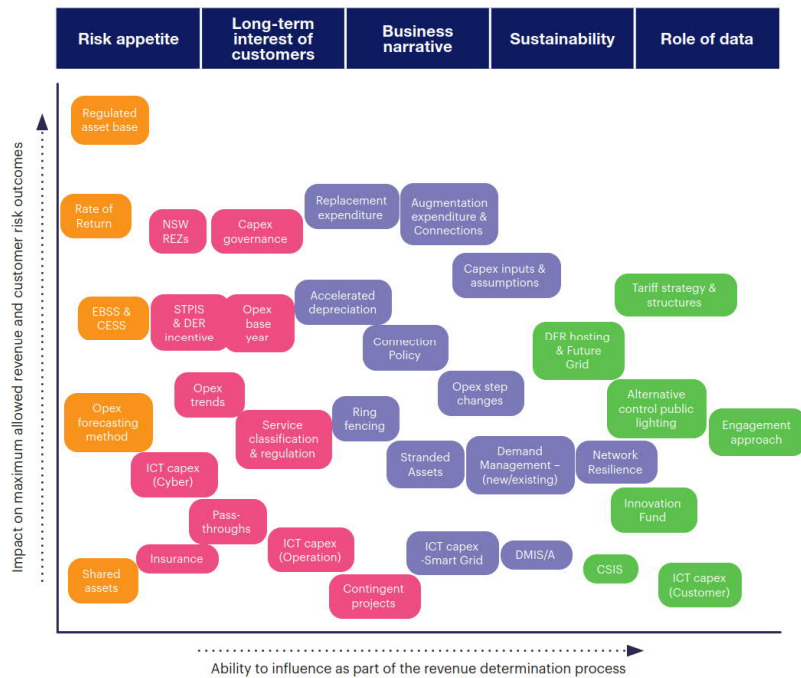 Risk appetite
Long-term
interest of
customers
Business
narrative
Sustainability
Role of data
Impact on maximum allowed revenue and customer risk outcomes
Regulated
asset base
Rate of
Return
NSW
REZs
Capex
governance
Replacement
expenditure
Augmentation
expenditure &
Connections
Capex inputs &
assumptions
EBSS &
CESS
STPIS
& DER
incentive
Opex
base
year
Accelerated
depreciation
Tariff strategy &
structures
Connection
Policy
DER hosting
& Future
Grid
Opex
trends
Opex step
changes
Opex
forecasting
method
Service
classification
& regulation
Ring
fencing
Alternative
control public
lighting
Engagement
approach
ICT capex
(Cyber)
Stranded
Assets
Demand
Management –
(new/existing)
Network
Resilience
Pass-
throughs
Innovation
Fund
Shared
assets
Insurance
ICT capex
(Operation)
ICT capex
-Smart Grid
DMIS/A
CSIS
ICT capex
(Customer)
Contingent
projects
Ability to influence as part of the revenue determination process